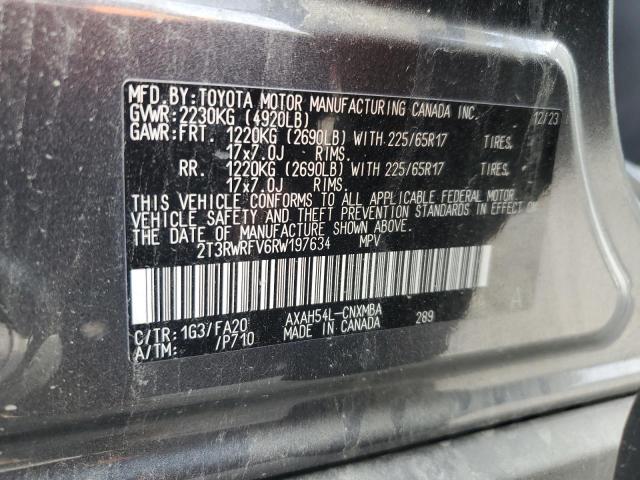 MFD.BY:TOYOTA MOTOR MANUFACTURING CANADA INC. 12/23
GVWR:2230KG (4920LB)
GAWR:FRT. 1220KG (2690LB) WITH 225/65R17 TIRES,
17x7.0J RIMS.
RR. 1220KG (2690LB) WITH 225/65R17 TIRES,
17x7.0J RIMS.
THIS VEHICLE CONFORMS TO ALL APPLICABLE FEDERAL MOTOR
VEHICLE SAFETY AND THEFT PREVENTION STANDARDS IN EFFECT ON
THE DATE OF MANUFACTURE SHOWN ABOVE.
2T3RWRFV6RW197634 MPV
C/TR: 1G3/FA20 AXAH54L-CNXMBA
A/TM: /P710 MADE IN CANADA 289